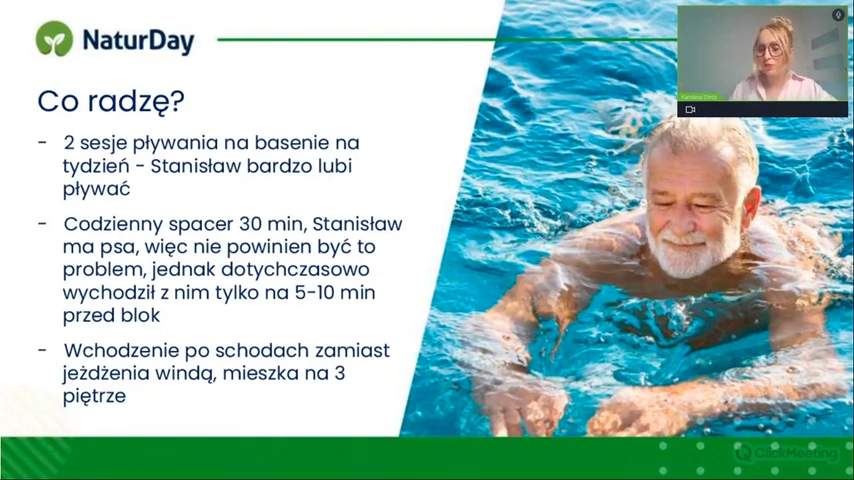 NaturDay
Co radzę?
- 2 sesje pływania na basenie na
tydzień - Stanisław bardzo lubi
pływać
- Codzienny spacer 30 min, Stanisław
ma psa, więc nie powinien być to
problem, jednak dotychczasowo
wychodził z nim tylko na 5-10 min
przed blok
- Wchodzenie po schodach zamiast
jeżdżenia windą, mieszka na 3
piętrze
ClickMeeting